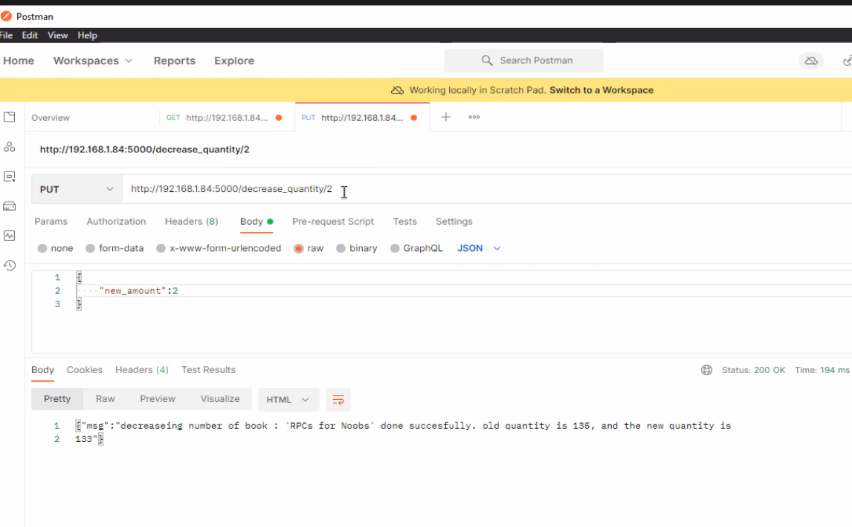 Postman
File Edit View Help
Home Workspaces Reports Explore Search Postman
Working locally in Scratch Pad. Switch to a Workspace
Overview GET http://192.168.1.84... PUT http://192.168.1.84... + ooo
http://192.168.1.84:5000/decrease_quantity/2
PUT http://192.168.1.84:5000/decrease_quantity/2
Params Authorization Headers (8) Body Pre-request Script Tests Settings
none form-data x-www-form-urlencoded raw binary GraphQL JSON
1 {
2 "new_amount":2
3 }
Body Cookies Headers (4) Test Results Status: 200 OK Time: 194 ms
Pretty Raw Preview Visualize HTML
1 {"msg":"decreaseing number of book : 'RPCs for Noobs' done succesfully. old quantity is 135, and the new quantity is
2 133"}